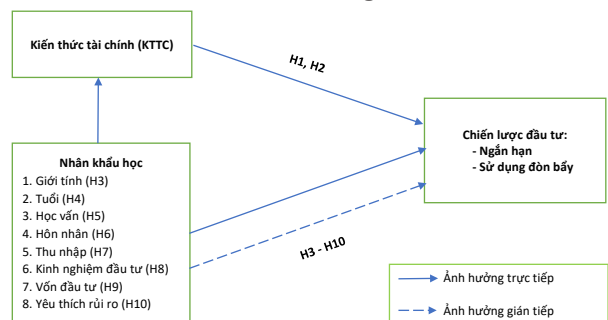 Kiến thức tài chính (KTTC)
H1, H2
Chiến lược đầu tư:
- Ngắn hạn
- Sử dụng đòn bẩy
Nhân khẩu học
1. Giới tính (H3)
2. Tuổi (H4)
3. Học vấn (H5)
4. Hôn nhân (H6)
5. Thu nhập (H7)
6. Kinh nghiệm đầu tư (H8)
7. Vốn đầu tư (H9)
8. Yêu thích rủi ro (H10)
H3 - H10
Ảnh hưởng trực tiếp
Ảnh hưởng gián tiếp